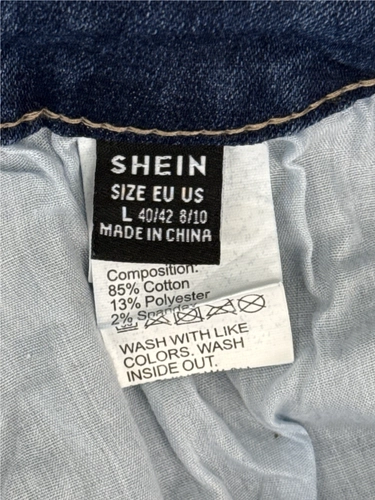 SHEIN
SIZE EU US
L 40/42 8/10
MADE IN CHINA
Composition:
85% Cotton
13% Polyester
2% Spandex
WASH WITH LIKE
COLORS. WASH
INSIDE OUT.